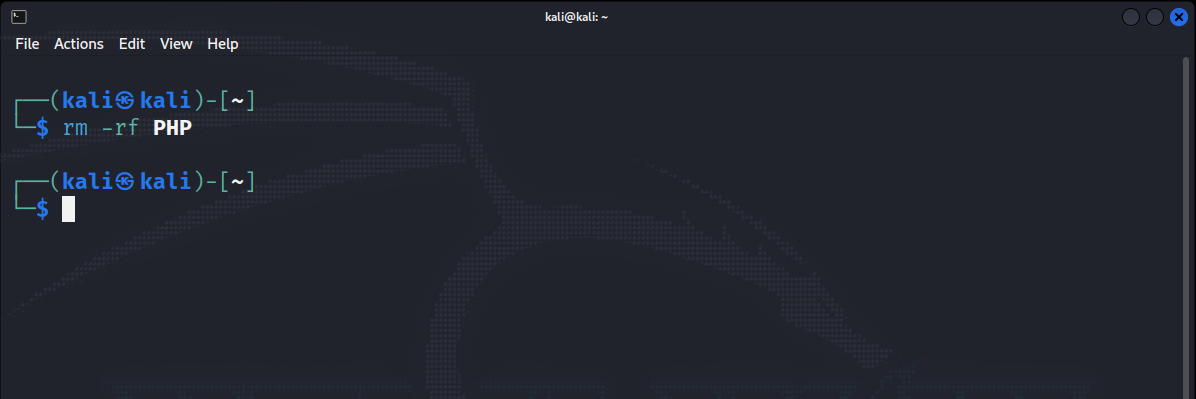 kali@kali: ~
File Actions Edit View Help
┌──(kali㉿kali)-[~]
└─$ rm -rf PHP
┌──(kali㉿kali)-[~]
└─$